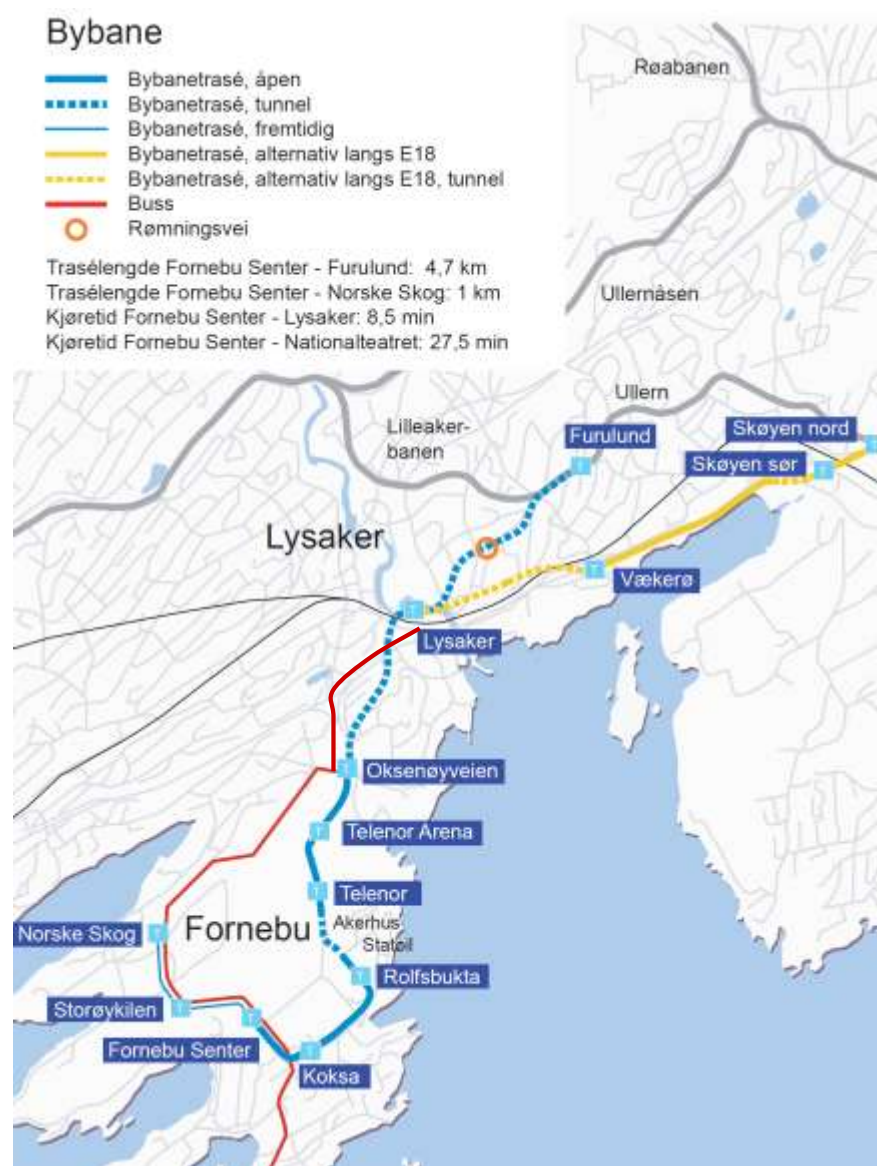 Bybane
Bybanetrasé, åpen
Bybanetrasé, tunnel
Bybanetrasé, fremtidig
Bybanetrasé, alternativ langs E18
Bybanetrasé, alternativ langs E18, tunnel
Buss
Rømningsvei
Trasélengde Fornebu Senter - Furulund: 4,7 km
Trasélengde Fornebu Senter - Norske Skog: 1 km
Kjøretid Fornebu Senter - Lysaker: 8,5 min
Kjøretid Fornebu Senter - Nationalteatret: 27,5 min
Røabanen
Ullernåsen
Ullern
Lilleaker-
banen
Furulund
Skøyen nord
Skøyen sør
Lysaker
Vækerø
Lysaker
Oksenøyveien
Telenor Arena
Telenor
Akerhus
Statoil
Norske Skog
Fornebu
Rolfsbukta
Storøykilen
Fornebu Senter
Koksa